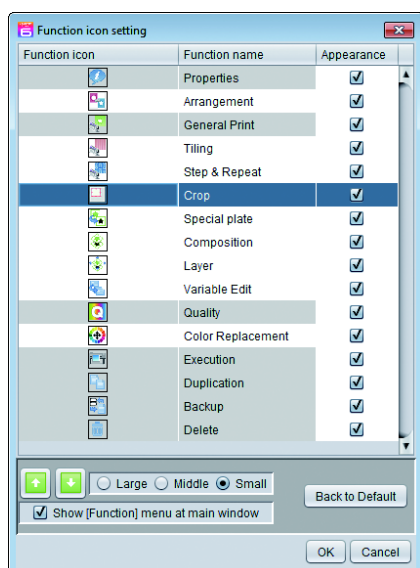 Function icon setting
Function icon Function name Appearance
Properties
Arrangement
General Print
Tiling
Step & Repeat
Crop
Special plate
Composition
Layer
Variable Edit
Quality
Color Replacement
Execution
Duplication
Backup
Delete
Large Middle Small
Back to Default
Show [Function] menu at main window
OK Cancel